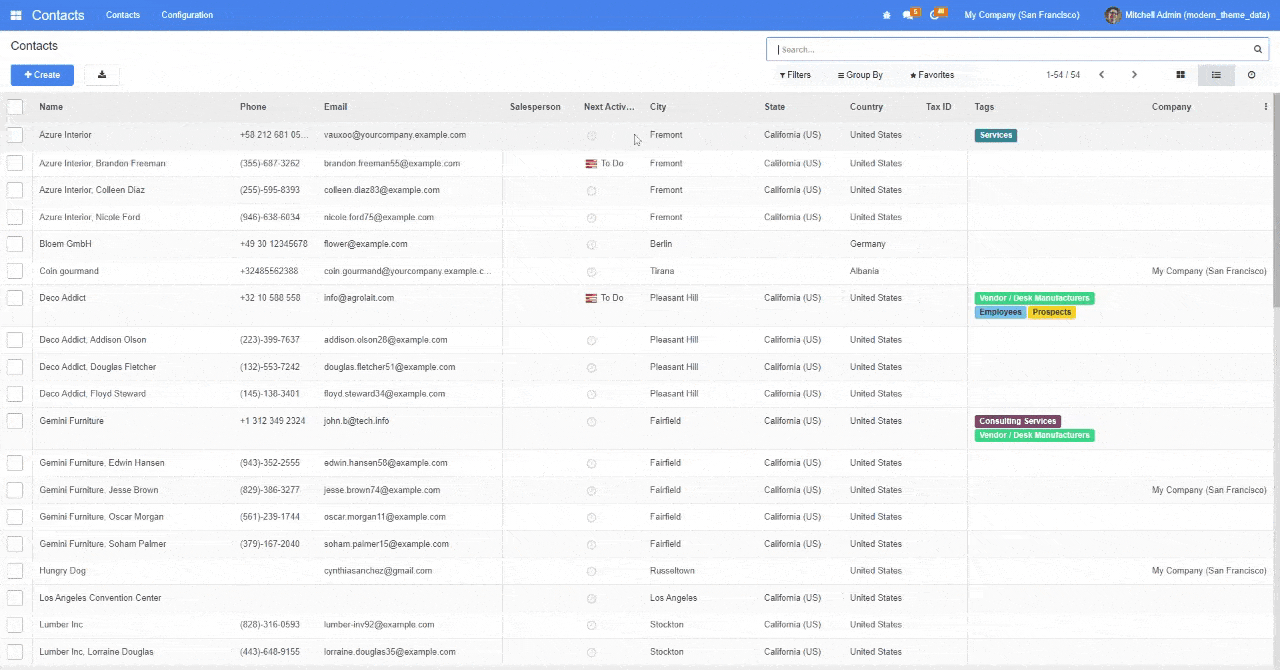 Contacts Contacts Configuration 5 My Company (San Francisco) Mitchell Admin (modern_theme_data)
Contacts
Search...
+ Create Filters Group By Favorites 1-54 / 54
Name Phone Email Salesperson Next Activ... City State Country Tax ID Tags Company
Azure Interior +58 212 681 05... vauxoo@yourcompany.example.com Fremont California (US) United States Services
Azure Interior, Brandon Freeman (355)-687-3262 brandon.freeman55@example.com To Do Fremont California (US) United States
Azure Interior, Colleen Diaz (255)-595-8393 colleen.diaz83@example.com Fremont California (US) United States
Azure Interior, Nicole Ford (946)-638-6034 nicole.ford75@example.com Fremont California (US) United States
Bloem GmbH +49 30 12345678 flower@example.com Berlin Germany
Coin gourmand +32485562388 coin.gourmand@yourcompany.example.c... Tirana Albania My Company (San Francisco)
Deco Addict +32 10 588 558 info@agrolait.com To Do Pleasant Hill California (US) United States Vendor / Desk Manufacturers
Employees Prospects
Deco Addict, Addison Olson (223)-399-7637 addison.olson28@example.com Pleasant Hill California (US) United States
Deco Addict, Douglas Fletcher (132)-553-7242 douglas.fletcher51@example.com Pleasant Hill California (US) United States
Deco Addict, Floyd Steward (145)-138-3401 floyd.steward34@example.com Pleasant Hill California (US) United States
Gemini Furniture +1 312 349 2324 john.b@tech.info Fairfield California (US) United States Consulting Services
Vendor / Desk Manufacturers
Gemini Furniture, Edwin Hansen (943)-352-2555 edwin.hansen58@example.com Fairfield California (US) United States
Gemini Furniture, Jesse Brown (829)-386-3277 jesse.brown74@example.com Fairfield California (US) United States My Company (San Francisco)
Gemini Furniture, Oscar Morgan (561)-239-1744 oscar.morgan11@example.com Fairfield California (US) United States
Gemini Furniture, Soham Palmer (379)-167-2040 soham.palmer15@example.com Fairfield California (US) United States
Hungry Dog cynthiasanchez@gmail.com Russeltown United States My Company (San Francisco)
Los Angeles Convention Center Los Angeles California (US) United States
Lumber Inc (828)-316-0593 lumber-inv92@example.com Stockton California (US) United States
Lumber Inc, Lorraine Douglas (443)-648-9155 lorraine.douglas35@example.com Stockton California (US) United States